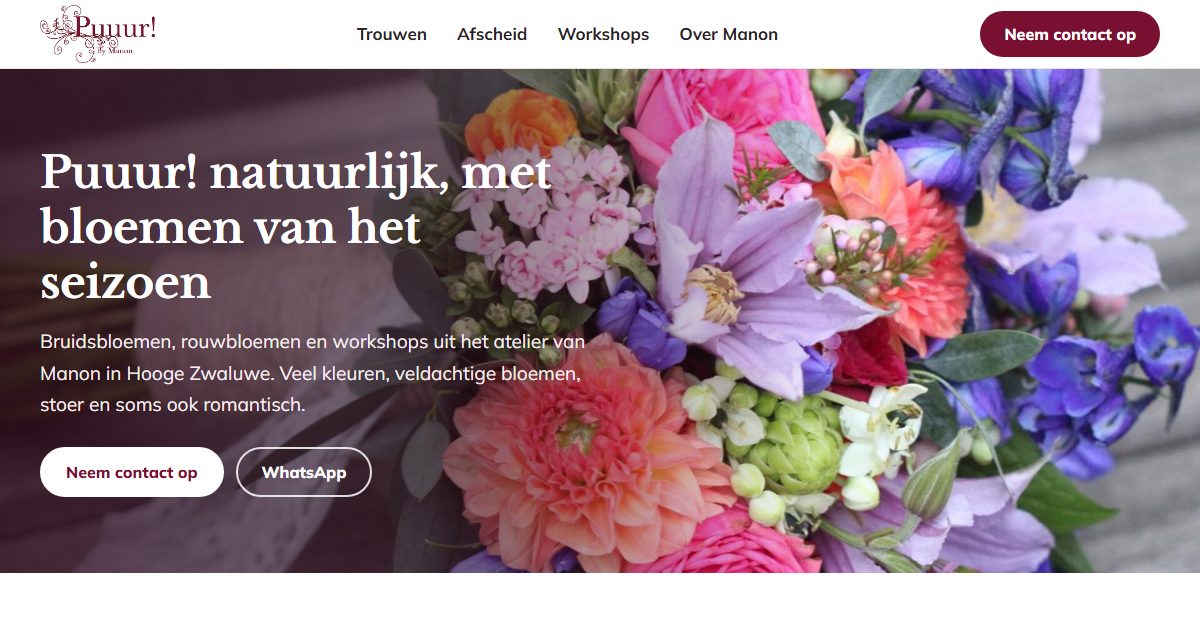 Puuur!
By Manon
Trouwen
Afscheid
Workshops
Over Manon
Neem contact op
Puuur! natuurlijk, met
bloemen van het
seizoen
Bruidsbloemen, rouwbloemen en workshops uit het atelier van
Manon in Hooge Zwaluwe. Veel kleuren, veldachtige bloemen,
stoer en soms ook romantisch.
Neem contact op
WhatsApp